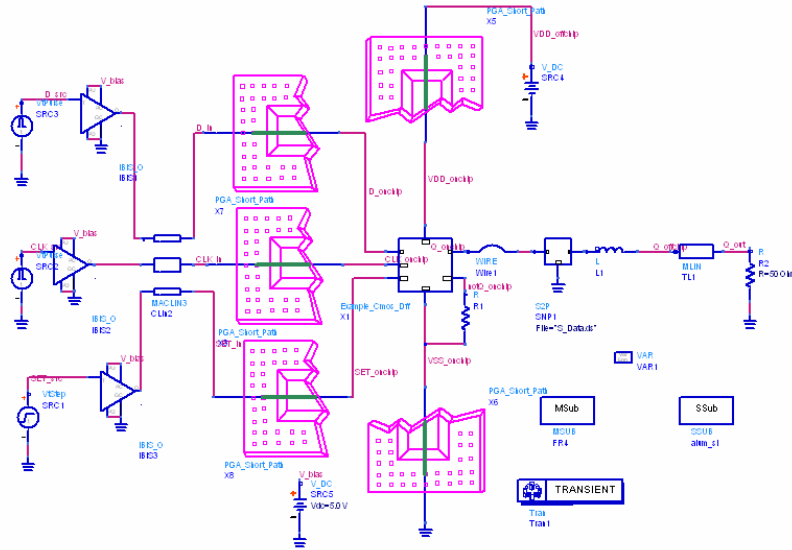 PGA_Short_Path
X5
VDD_offchip
V_DC
SRC4
V_bias
D_src
VtPulse
SRC3
IBIS_O
IBIS1
D_in
PGA_Short_Path
X7
D_onchip
VDD_onchip
V_bias
VtPulse
SRC2
IBIS_O
IBIS2
CLK_in
MACLIN3
CLin2
PGA_Short_Path
CLK_onchip
Example_Cmos_Dff
X1
Q_onchip
WIRE
Wire1
notQ_onchip
R
R1
S2P
SNP1
File="S_Data.ds"
L
L1
Q_offchip
MLIN
TL1
Q_out
R
R2
V_bias
SET_src
VtStep
SRC1
IBIS_O
IBIS3
SET_in
PGA_Short_Path
X8
SET_onchip
VSS_onchip
VAR
VAR1
PGA_Short_Path
X6
MSub
MSUB
FR4
SSub
SSUB
V_bias
V_DC
SRC5
Vdc=5.0 V
TRANSIENT
Tran
Tran1